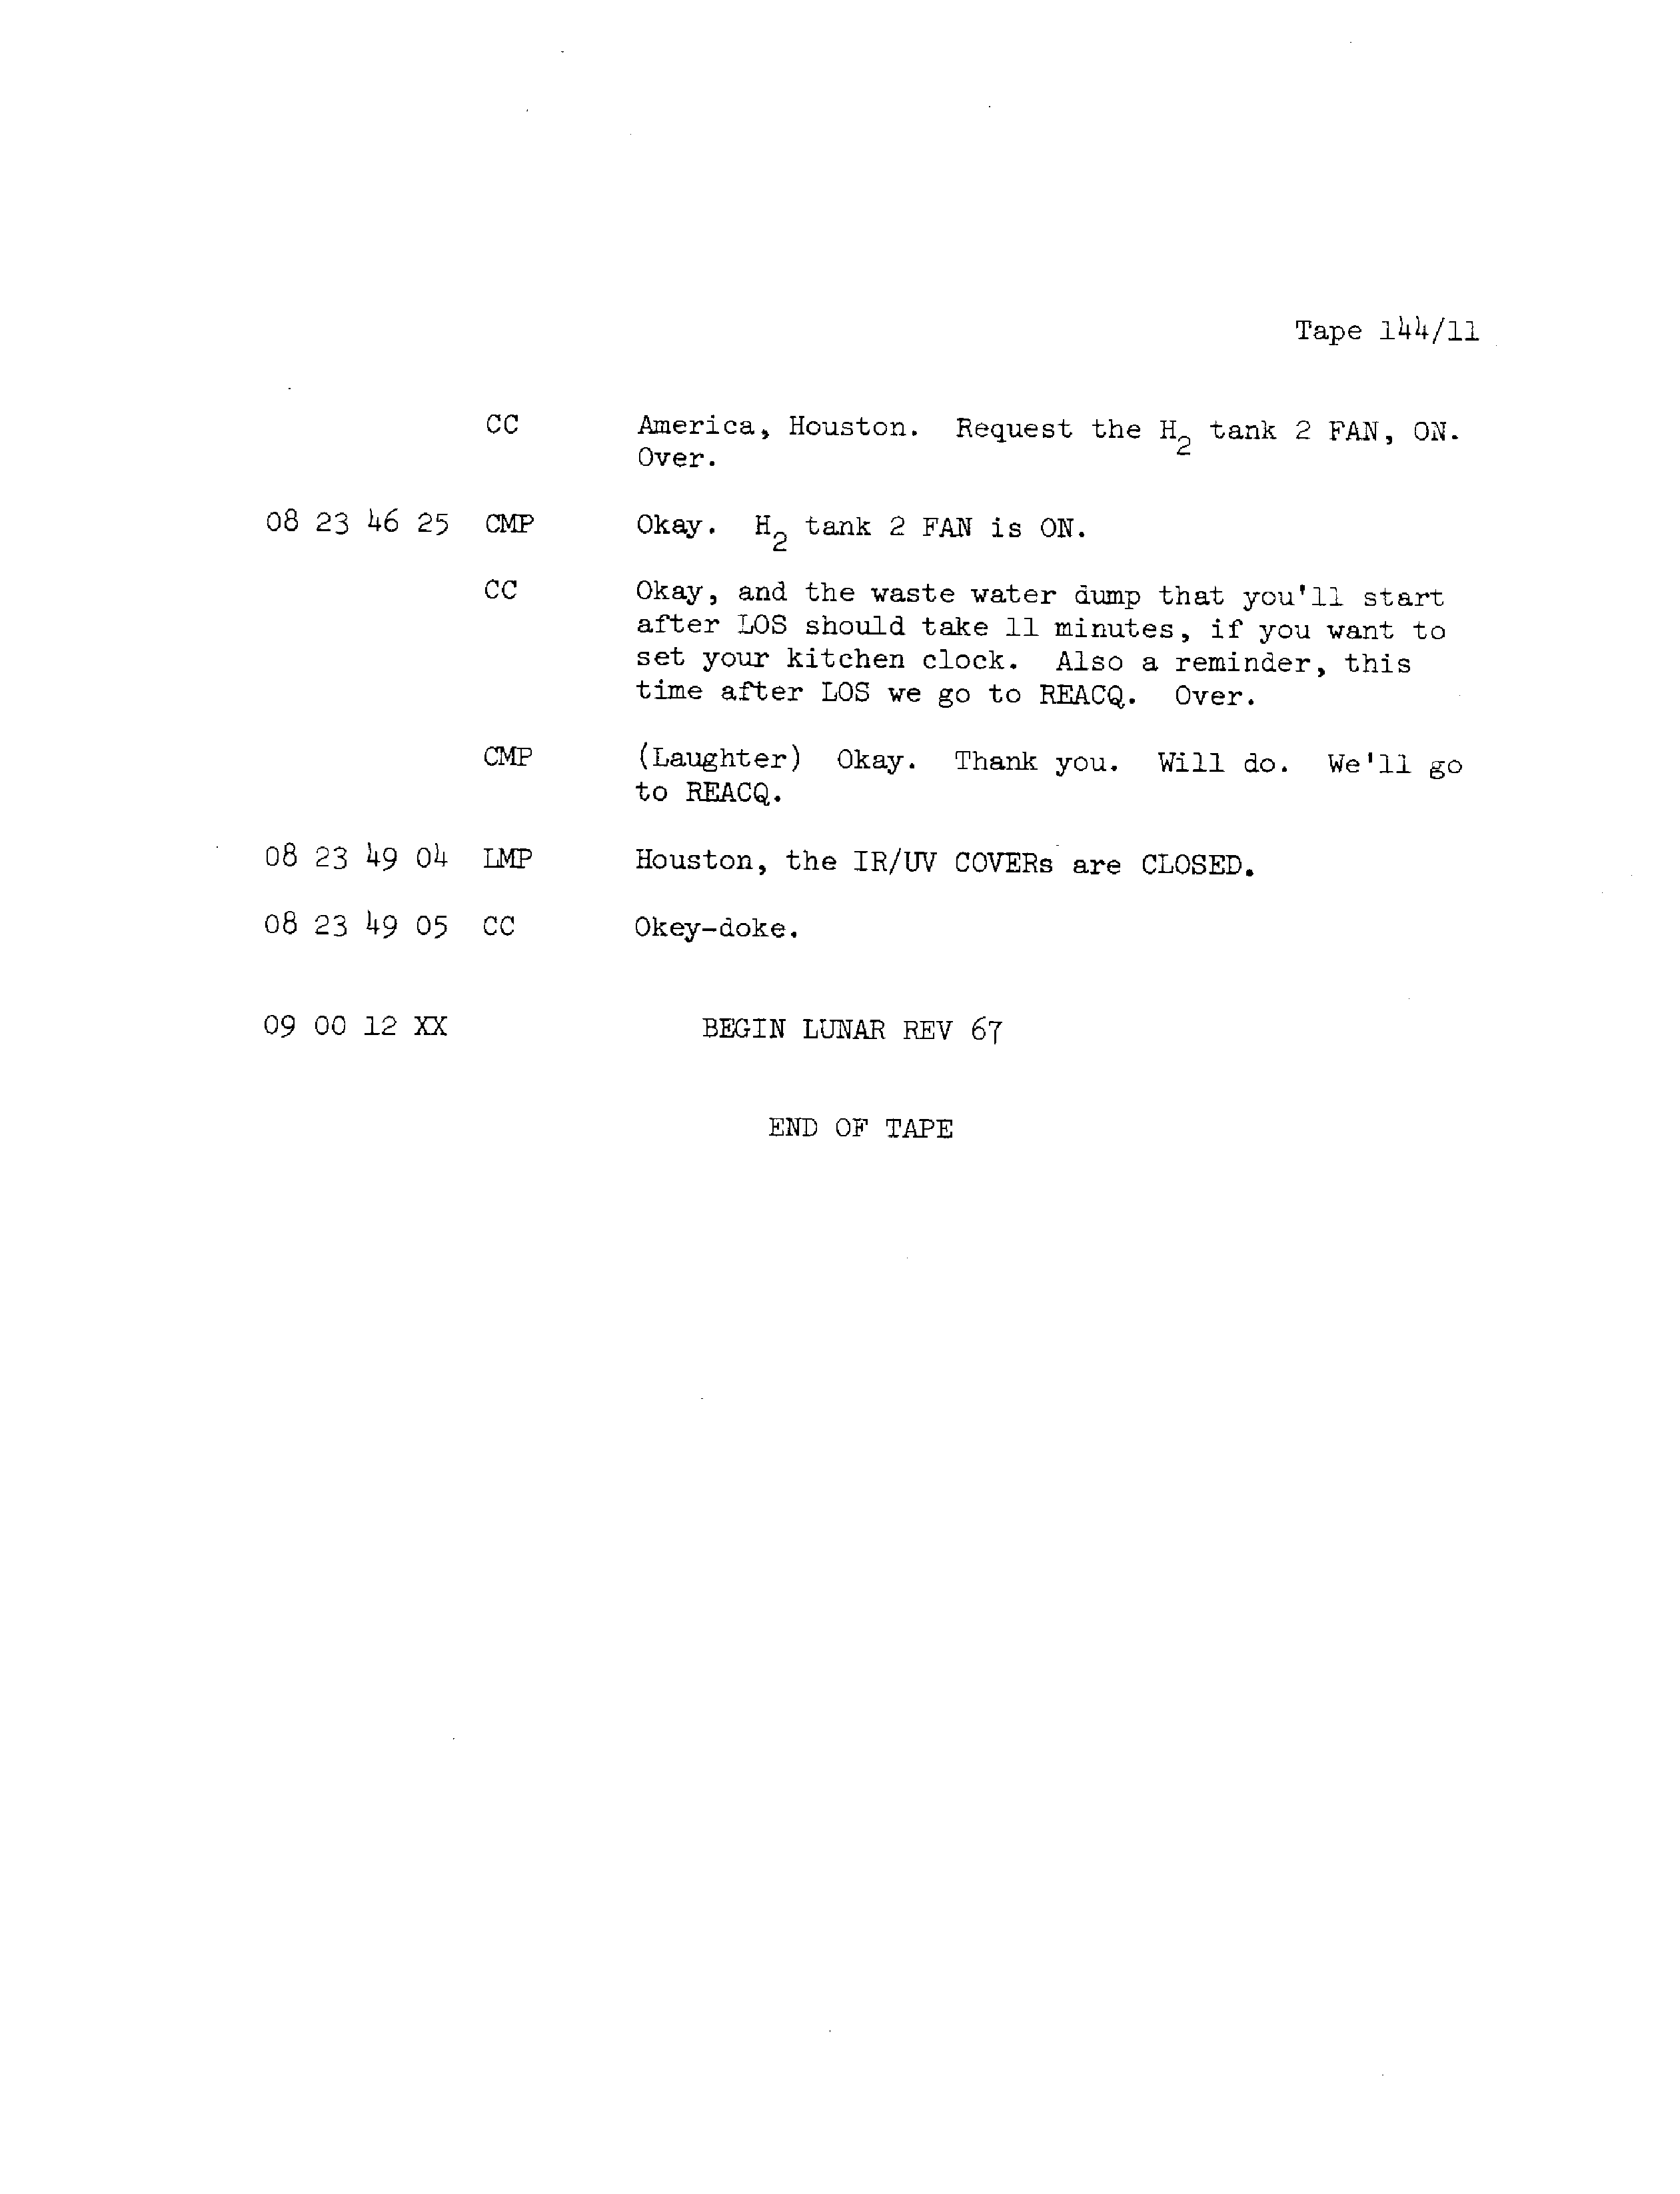 Tape 144/11
CC America, Houston. Request the H2 tank 2 FAN, ON.
Over.
08 23 46 25 CMP Okay. H2 tank 2 FAN is ON.
CC Okay, and the waste water dump that you'll start
after LOS should take 11 minutes, if you want to
set your kitchen clock. Also a reminder, this
time after LOS we go to REACQ. Over.
CMP (Laughter) Okay. Thank you. Will do. We'll go
to REACQ.
08 23 49 04 LMP Houston, the IR/UV COVERs are CLOSED.
08 23 49 05 CC Okey-doke.
09 00 12 XX BEGIN LUNAR REV 67
END OF TAPE